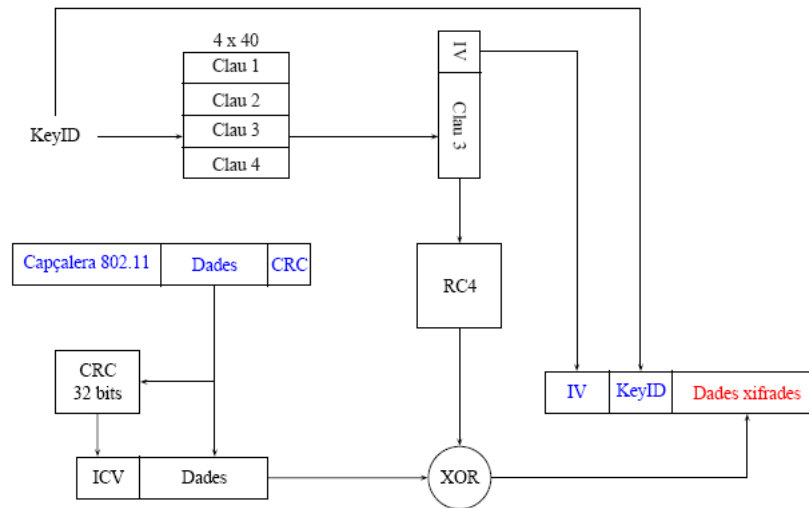 4 x 40
Clau 1
Clau 2
Clau 3
Clau 4
KeyID
IV
Clau 3
Capçalera 802.11
Dades
CRC
RC4
CRC
32 bits
IV
KeyID
Dades xifrades
ICV
Dades
XOR